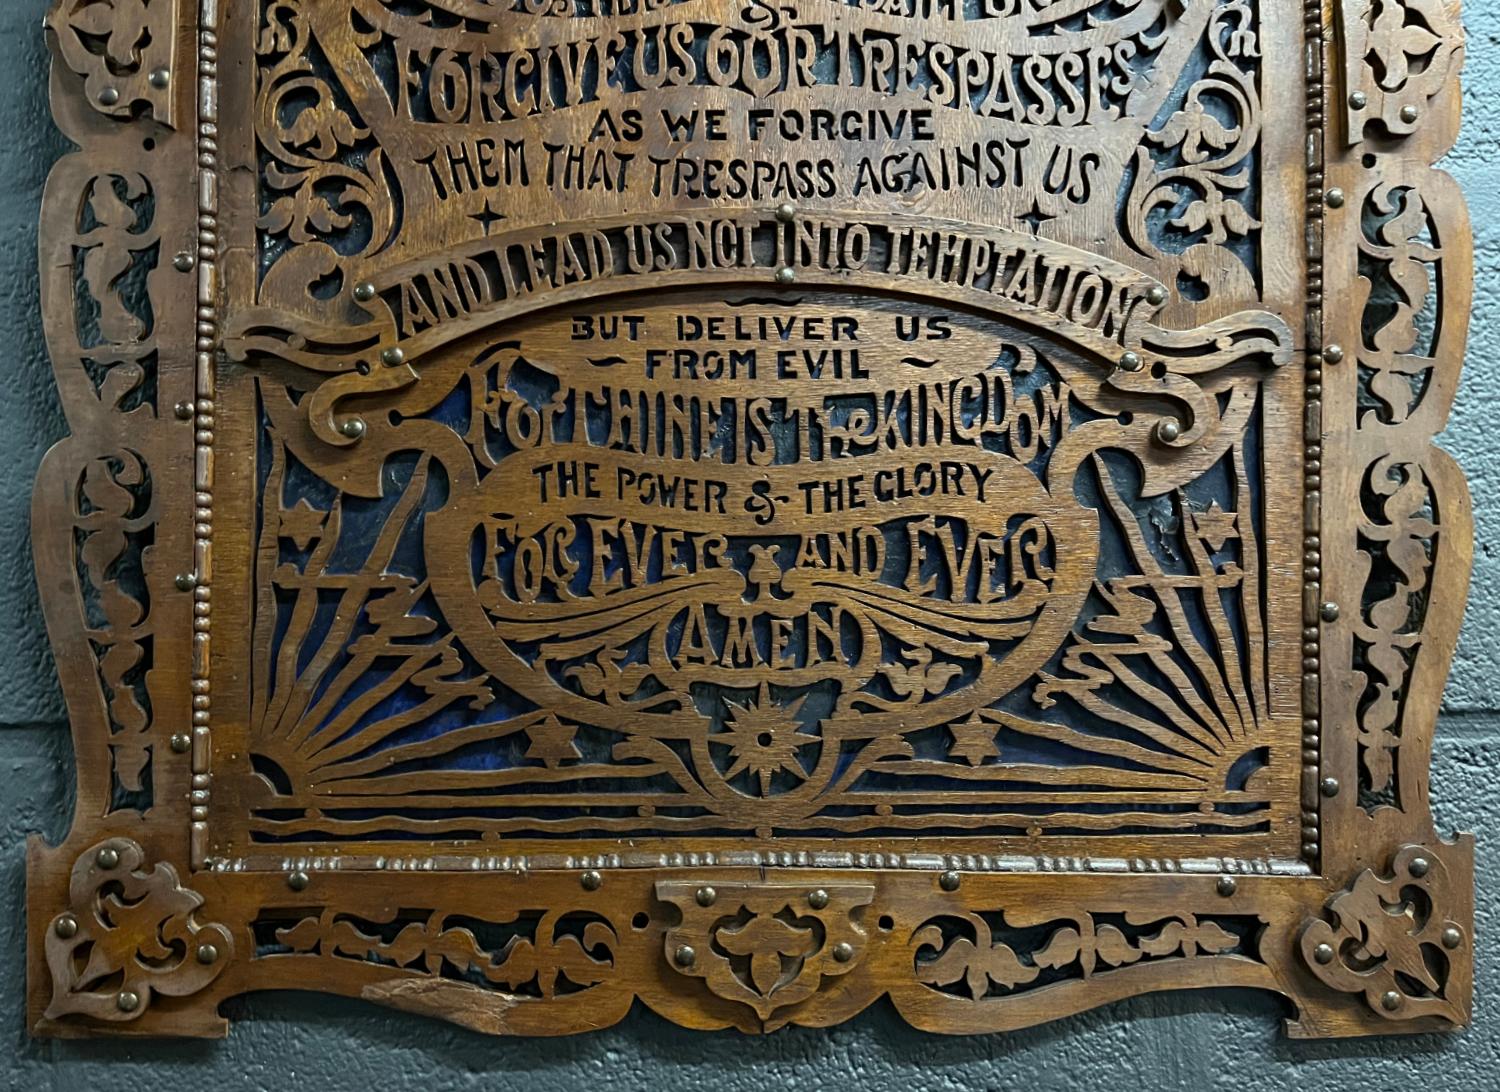 &
FORGIVE US OUR TRESPASSES
AS WE FORGIVE
THEM THAT TRESPASS AGAINST US
AND LEAD US NOT INTO TEMPTATION
BUT DELIVER US
FROM EVIL
FOR THINE IS THE KINGDOM
THE POWER & THE GLORY
FOR EVER AND EVER
AMEN